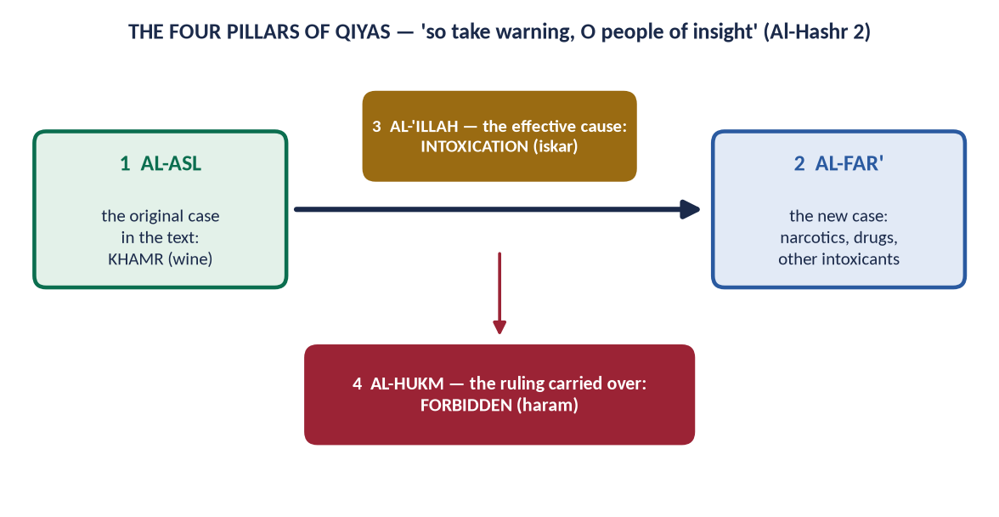 THE FOUR PILLARS OF QIYAS — 'so take warning, O people of insight' (Al-Hashr 2)
1 AL-ASL
the original case
in the text:
KHAMR (wine)
3 AL-'ILLAH — the effective cause:
INTOXICATION (iskar)
2 AL-FAR'
the new case:
narcotics, drugs,
other intoxicants
4 AL-HUKM — the ruling carried over:
FORBIDDEN (haram)